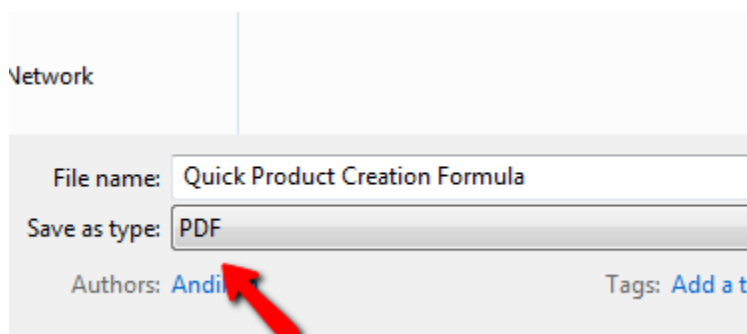 Network
File name: Quick Product Creation Formula
Save as type: PDF
Authors: Tags: Add a t